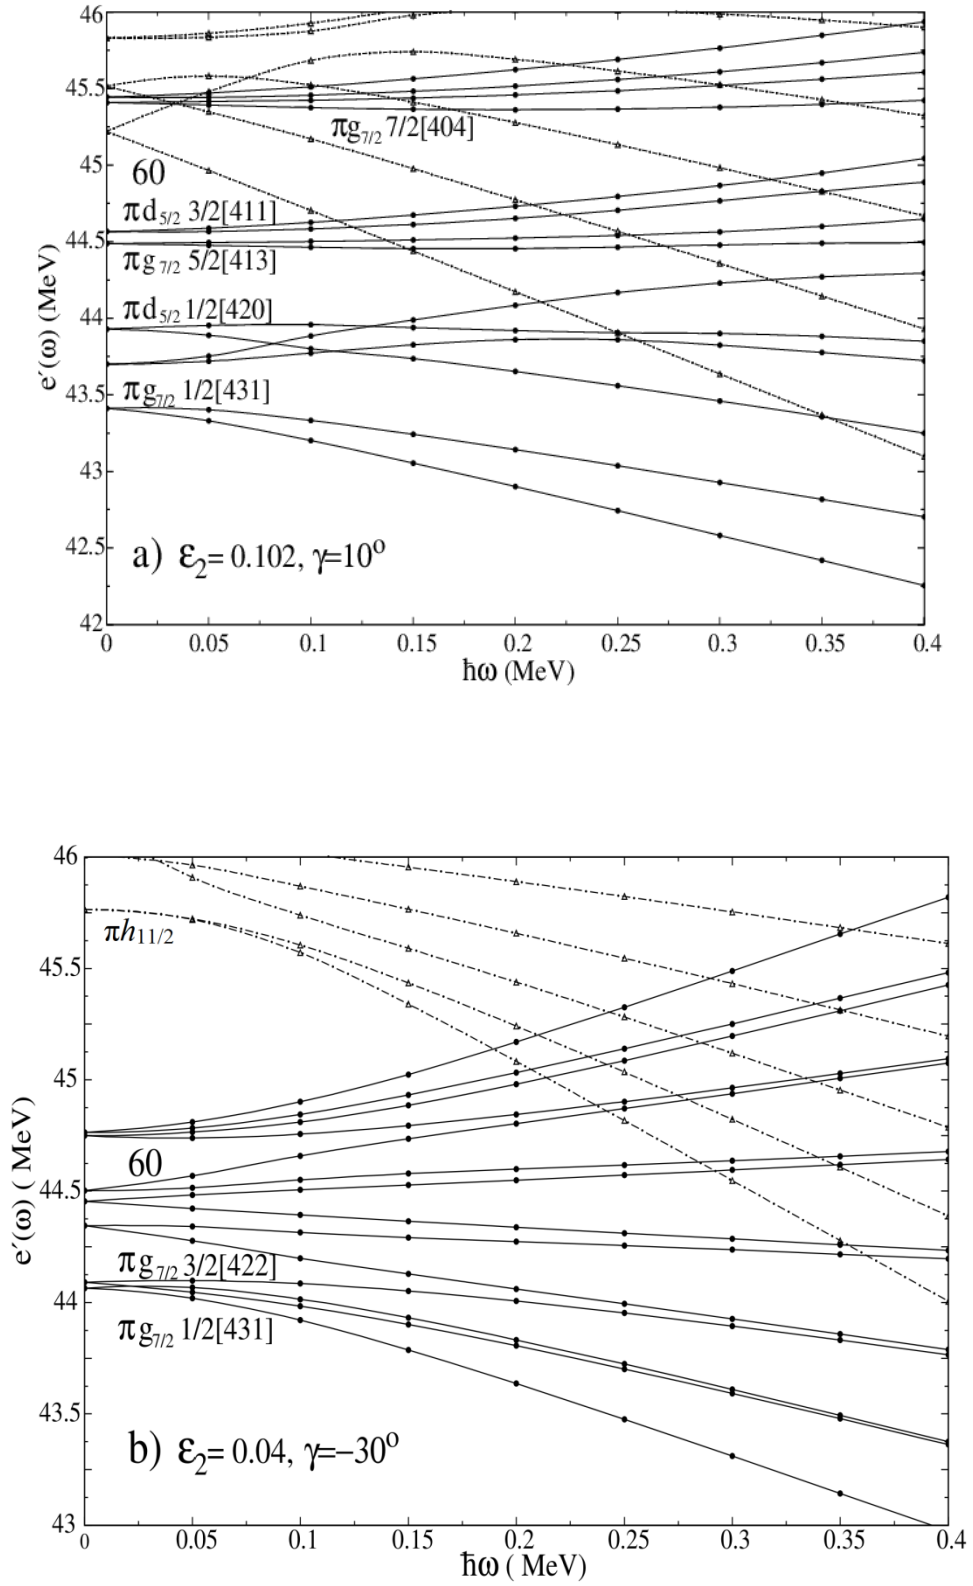 46
45.5
πg7/2 7/2[404]
45
60
πd5/2 3/2[411]
44.5
πg7/2 5/2[413]
e′(ω) (MeV)
44
πd5/2 1/2[420]
43.5
πg7/2 1/2[431]
43
42.5
a) ε2= 0.102, γ=10°
42
0 0.05 0.1 0.15 0.2 0.25 0.3 0.35 0.4
ħω (MeV)
46
πh11/2
45.5
45
60
44.5
e′(ω) ( MeV)
πg7/2 3/2[422]
44
πg7/2 1/2[431]
43.5
b) ε2= 0.04, γ=−30°
43
0 0.05 0.1 0.15 0.2 0.25 0.3 0.35 0.4
ħω ( MeV)